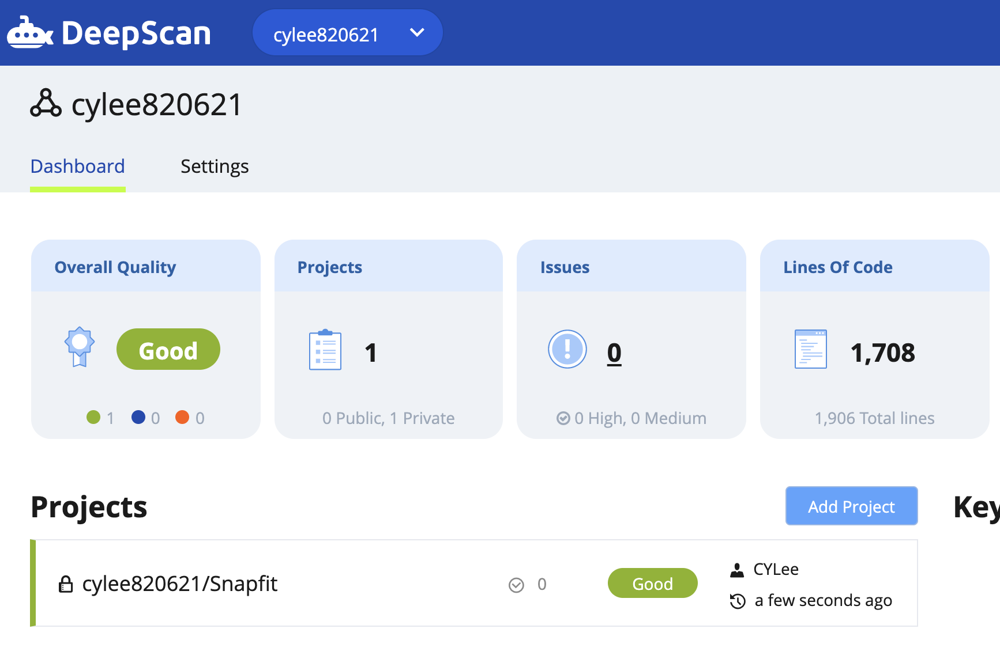 DeepScan
cylee820621
cylee820621
Dashboard
Settings
Overall Quality
Good
1 0 0
Projects
1
0 Public, 1 Private
Issues
0
0 High, 0 Medium
Lines Of Code
1,708
1,906 Total lines
Projects
Add Project
Key
cylee820621/Snapfit
0
Good
CYLee
a few seconds ago